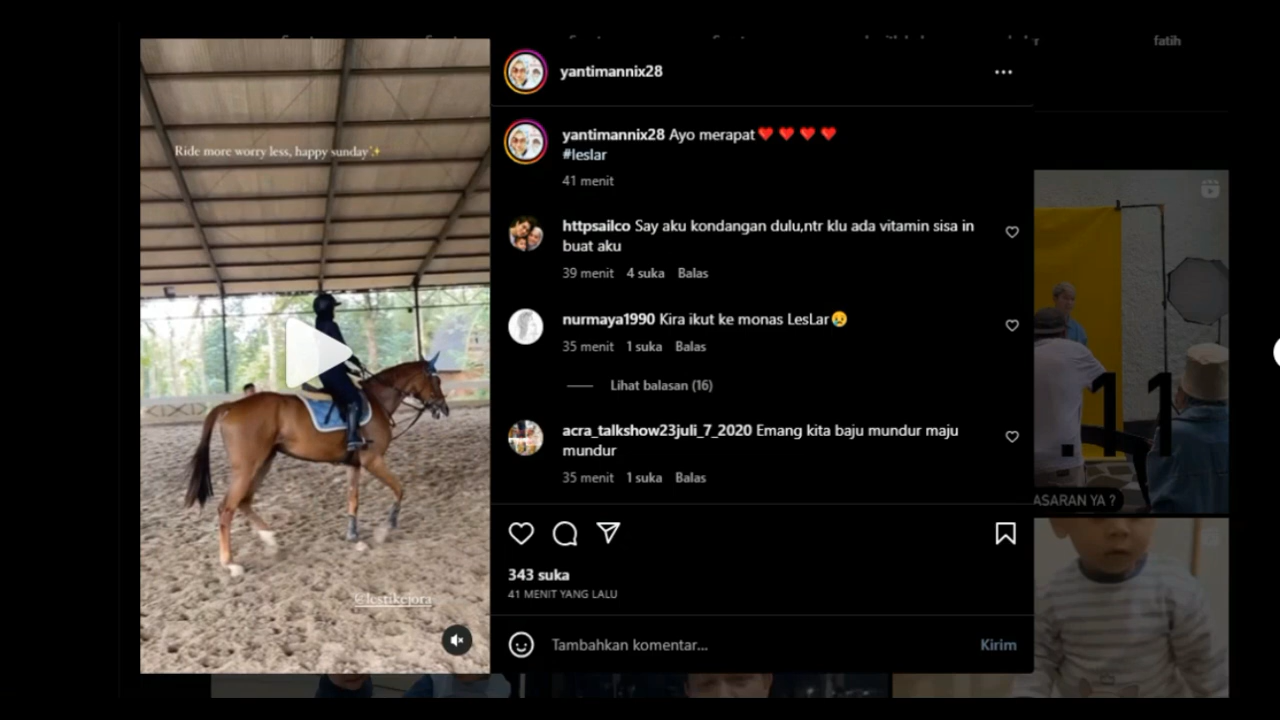 fatih
yantimannix28
yantimannix28 Ayo merapat❤️❤️❤️❤️
#leslar
41 menit
Ride more worry less, happy sunday✨
httpsailco Say aku kondangan dulu,ntr klu ada vitamin sisa in
buat aku
39 menit 4 suka Balas
nurmaya1990 Kira ikut ke monas LesLar😢
35 menit 1 suka Balas
Lihat balasan (16)
acra_talkshow23juli_7_2020 Emang kita baju mundur maju
mundur
35 menit 1 suka Balas
ASARAN YA ?
.11
343 suka
41 MENIT YANG LALU
@lestikejora
Tambahkan komentar...
Kirim